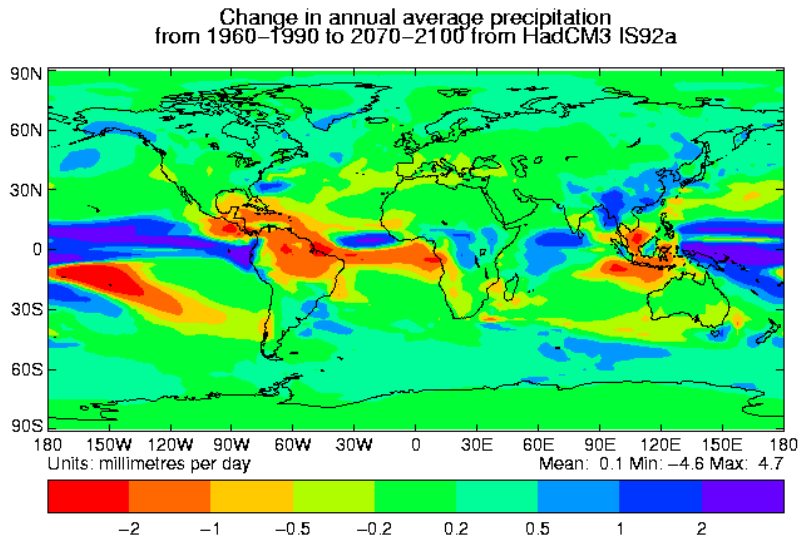 Change in annual average precipitation
from 1960–1990 to 2070–2100 from HadCM3 IS92a
90N
60N
30N
0
30S
60S
90S
180 150W 120W 90W 60W 30W 0 30E 60E 90E 120E 150E 180
Units: millimetres per day Mean: 0.1 Min: −4.6 Max: 4.7
−2 −1 −0.5 −0.2 0.2 0.5 1 2